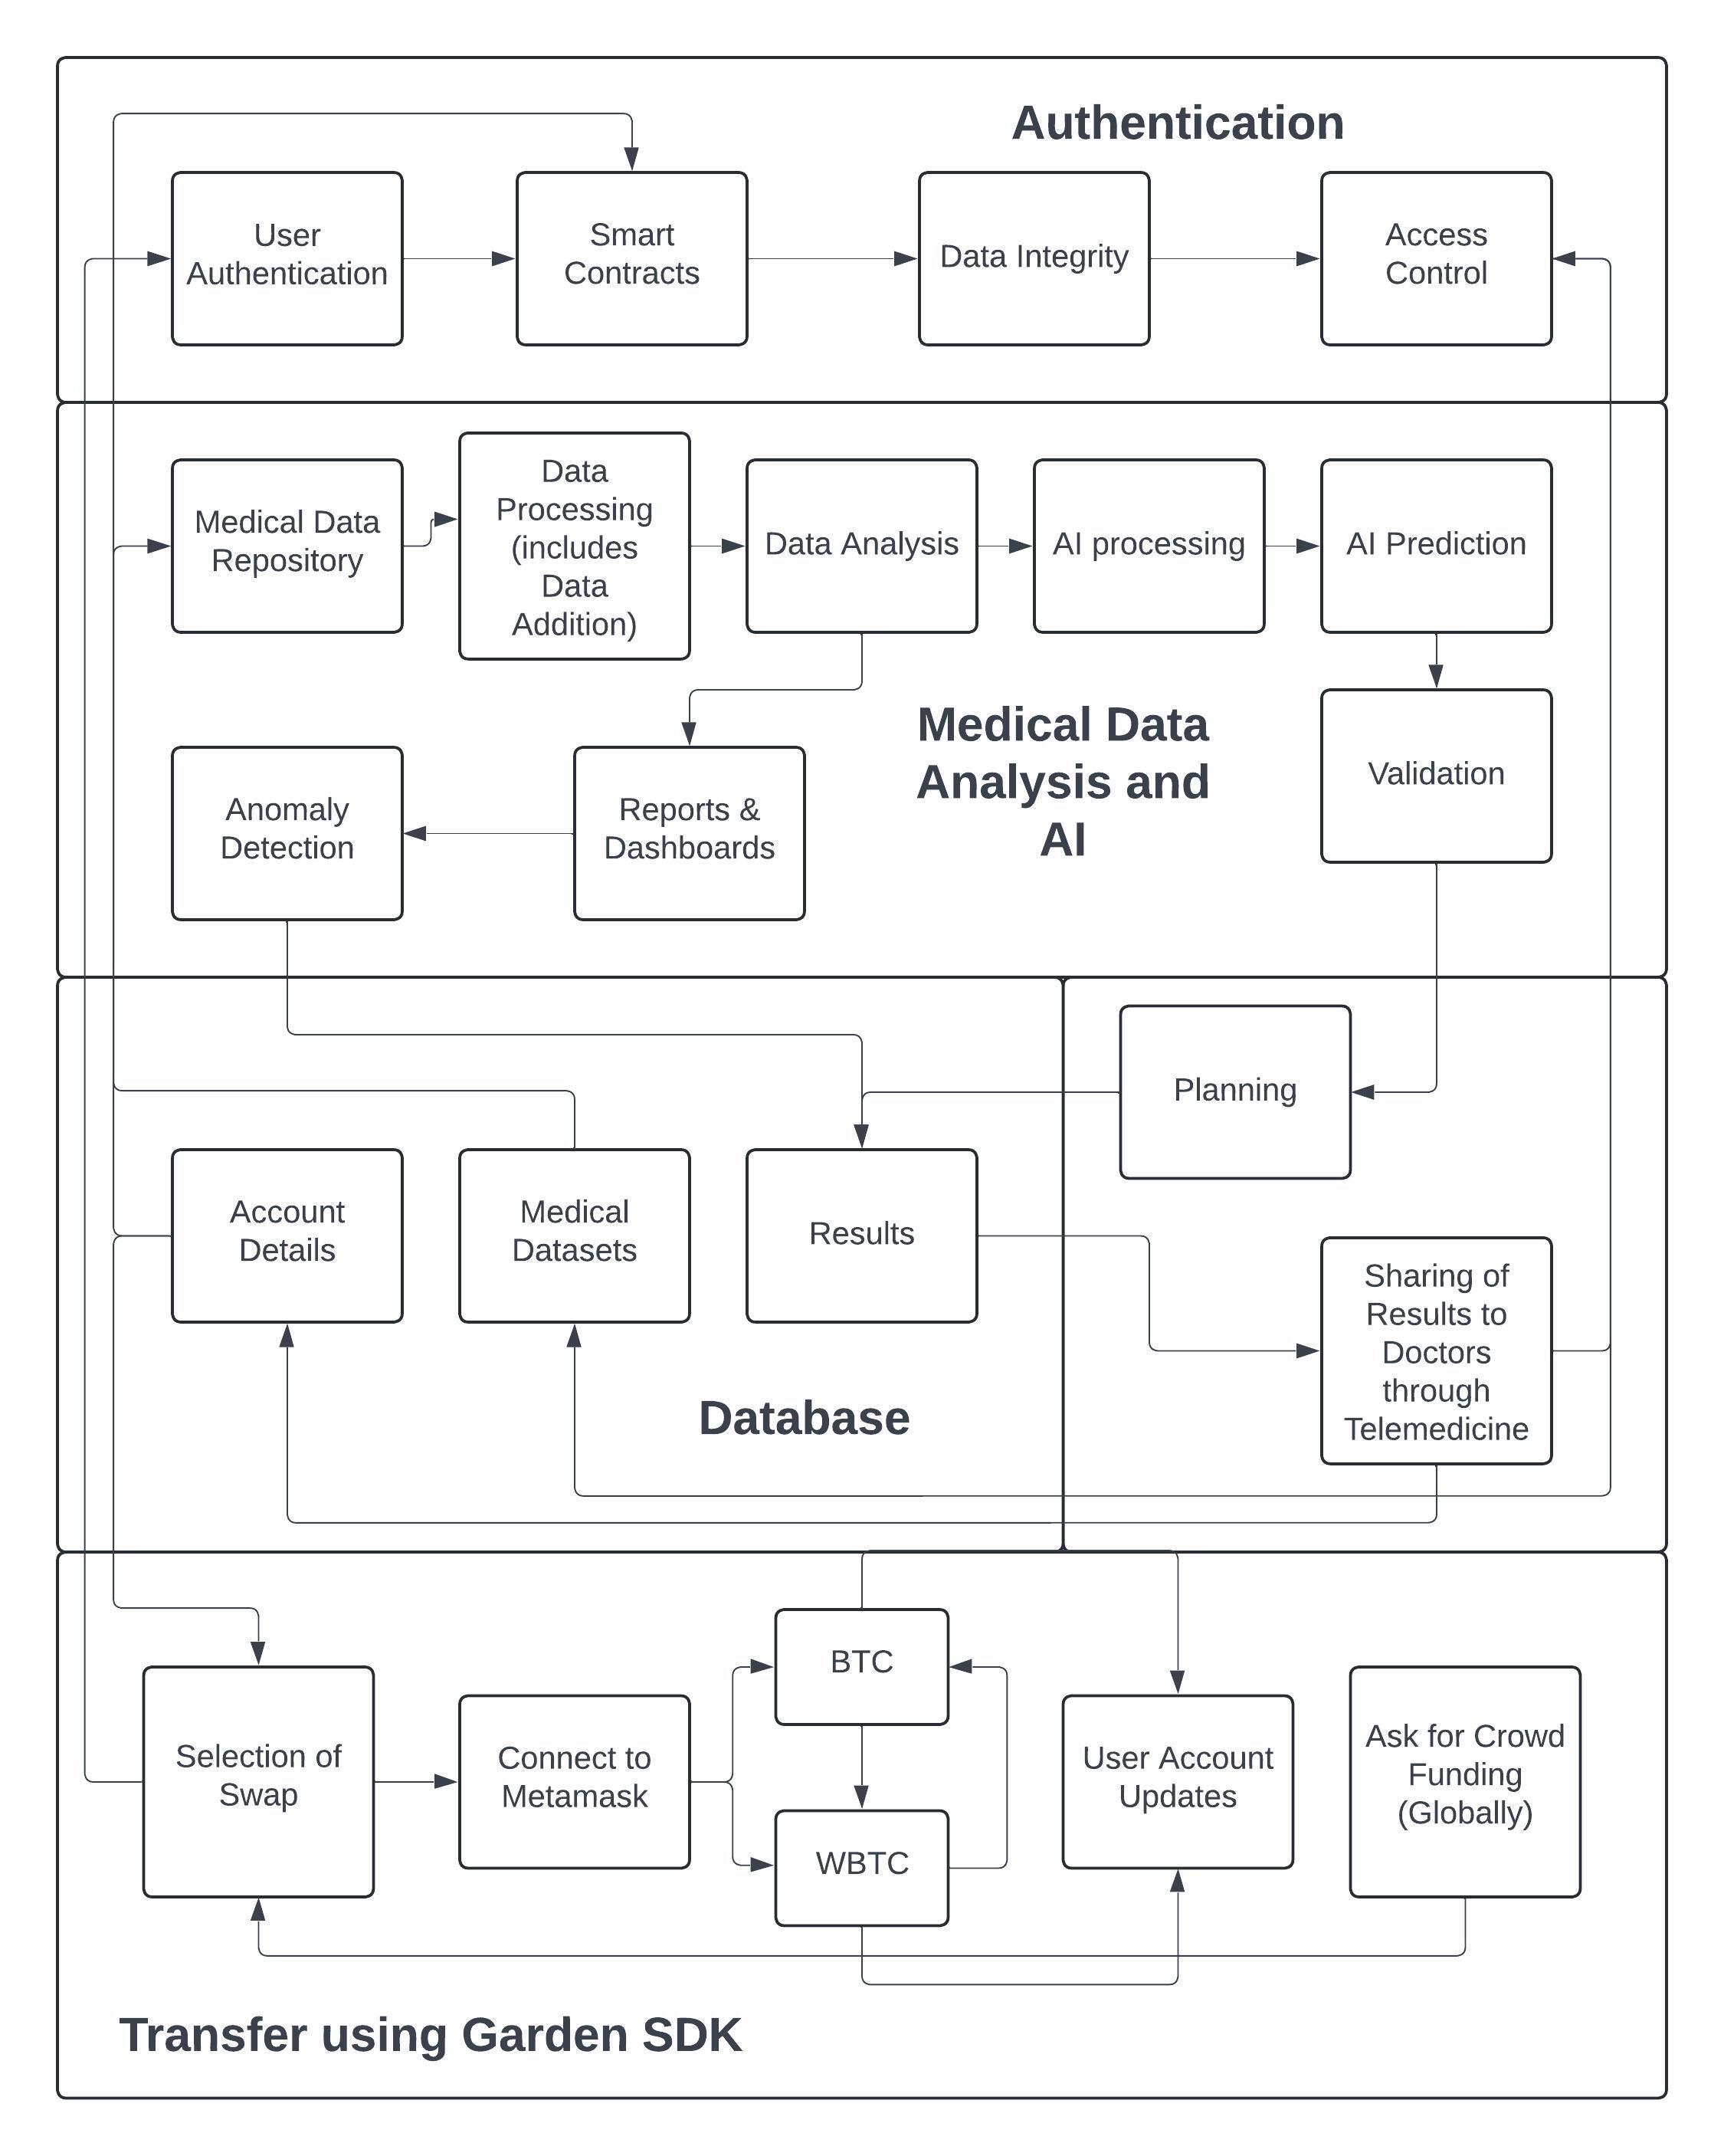 Authentication
User
Authentication
Smart
Contracts
Data Integrity
Access
Control
Medical Data
Repository
Data
Processing
(includes
Data
Addition)
Data Analysis
AI processing
AI Prediction
Medical Data
Analysis and
AI
Validation
Anomaly
Detection
Reports &
Dashboards
Planning
Account
Details
Medical
Datasets
Results
Sharing of
Results to
Doctors
through
Telemedicine
Database
Selection of
Swap
Connect to
Metamask
BTC
WBTC
User Account
Updates
Ask for Crowd
Funding
(Globally)
Transfer using Garden SDK